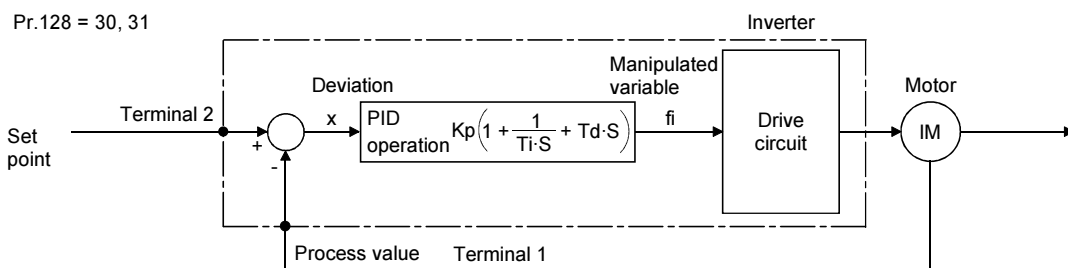 Pr.128 = 30, 31
Inverter
Manipulated
variable
Deviation
Motor
Terminal 2
Set
point
+
-
x
PID
operation
Kp(1 + 1/Ti·S + Td·S)
fi
Drive
circuit
IM
Process value
Terminal 1